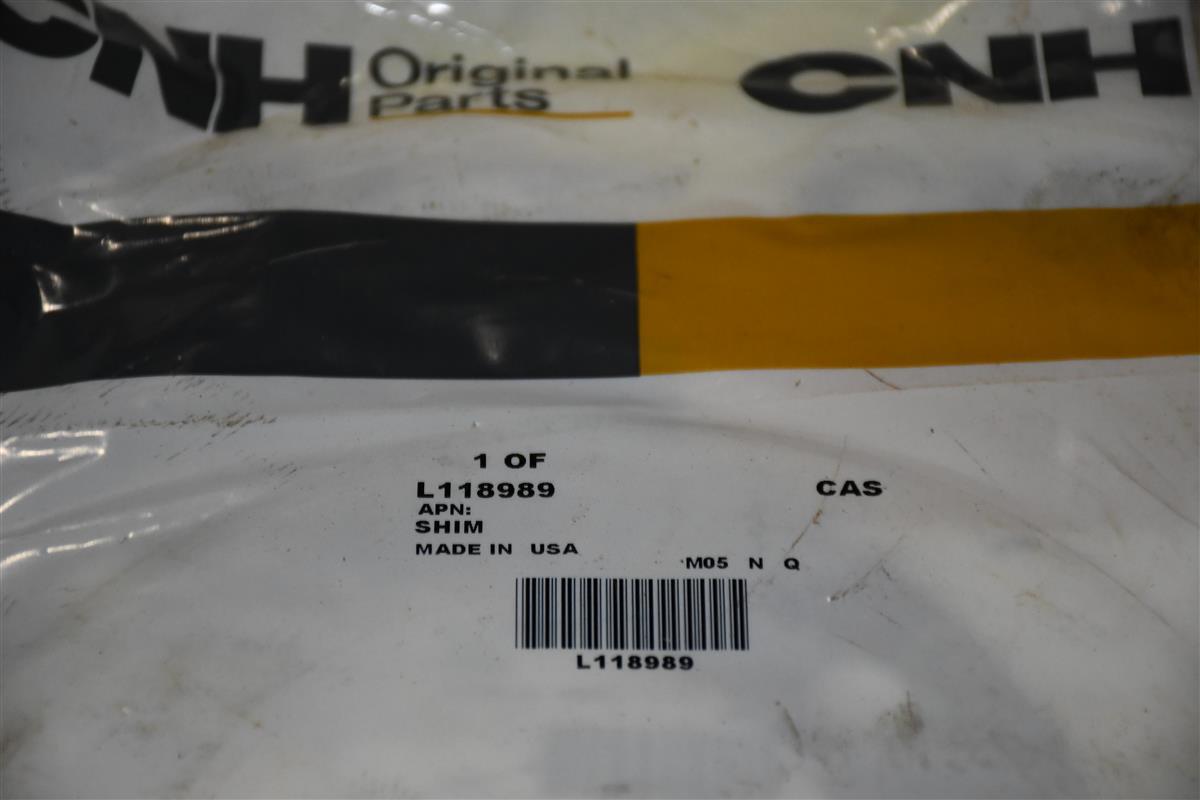 CNH Original Parts CNH
1 OF
L118989 CAS
APN:
SHIM
MADE IN USA
M05 N Q
L118989